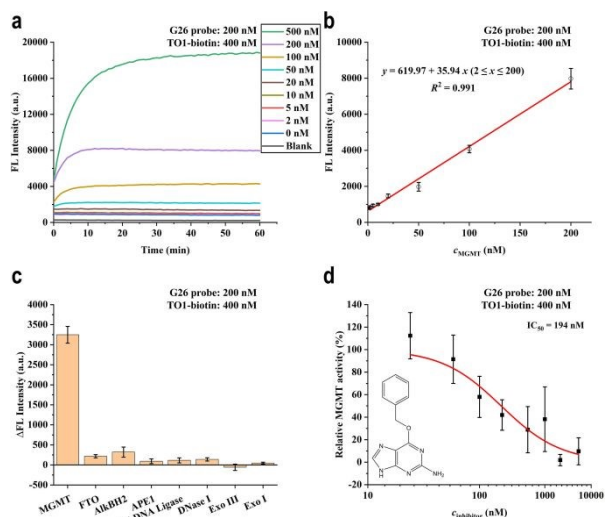 a
G26 probe: 200 nM
TO1-biotin: 400 nM
FL Intensity (a.u.)
20000
16000
12000
8000
4000
0
500 nM
200 nM
100 nM
50 nM
20 nM
10 nM
5 nM
2 nM
0 nM
Blank
0 10 20 30 40 50 60
Time (min)
b
G26 probe: 200 nM
TO1-biotin: 400 nM
FL Intensity (a.u.)
10000
8000
6000
4000
2000
0
y = 619.97 + 35.94 x (2 ≤ x ≤ 200)
R² = 0.991
0 50 100 150 200
cMGMT (nM)
c
G26 probe: 200 nM
TO1-biotin: 400 nM
ΔFL Intensity (a.u.)
4000
3500
3000
2500
2000
1500
1000
500
0
-500
MGMT
FTO
AlkBH2
APE1
DNA Ligase
DNase I
Exo III
Exo I
d
G26 probe: 200 nM
TO1-biotin: 400 nM
IC50 = 194 nM
Relative MGMT activity (%)
140
120
100
80
60
40
20
0
-20
O
N
N
N
H
N
NH2
10 100 1000 10000
cinhibitor (nM)